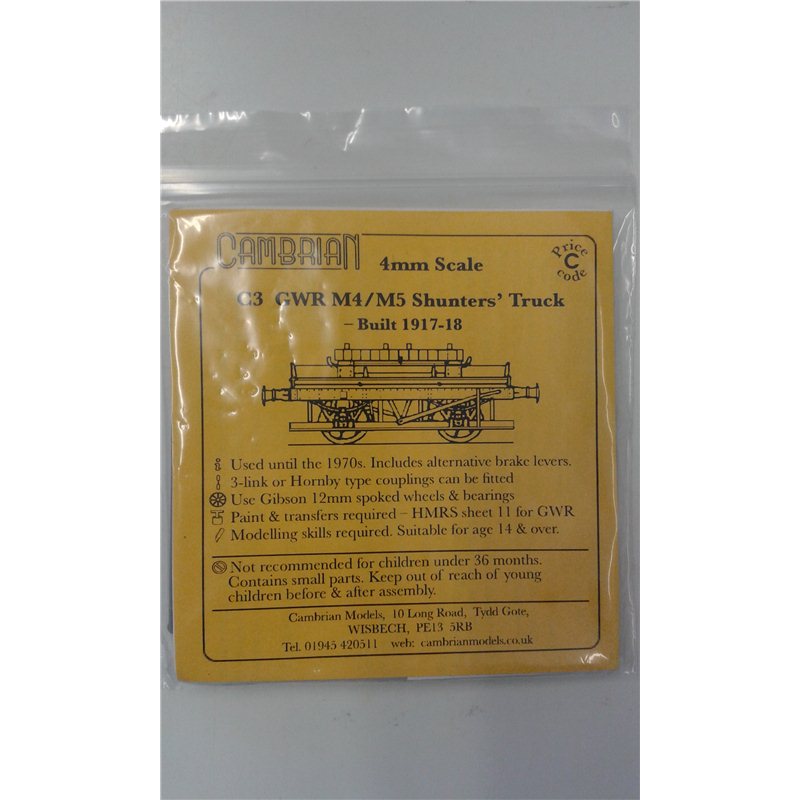 CAMBRIAN
4mm Scale
Price
C
code
C3 GWR M4/M5 Shunters' Truck
– Built 1917-18
Used until the 1970s. Includes alternative brake levers.
3-link or Hornby type couplings can be fitted
Use Gibson 12mm spoked wheels & bearings
Paint & transfers required – HMRS sheet 11 for GWR
Modelling skills required. Suitable for age 14 & over.
Not recommended for children under 36 months.
Contains small parts. Keep out of reach of young
children before & after assembly.
Cambrian Models, 10 Long Road, Tydd Gote,
WISBECH, PE13 5RB
Tel. 01945 420511 web: cambrianmodels.co.uk